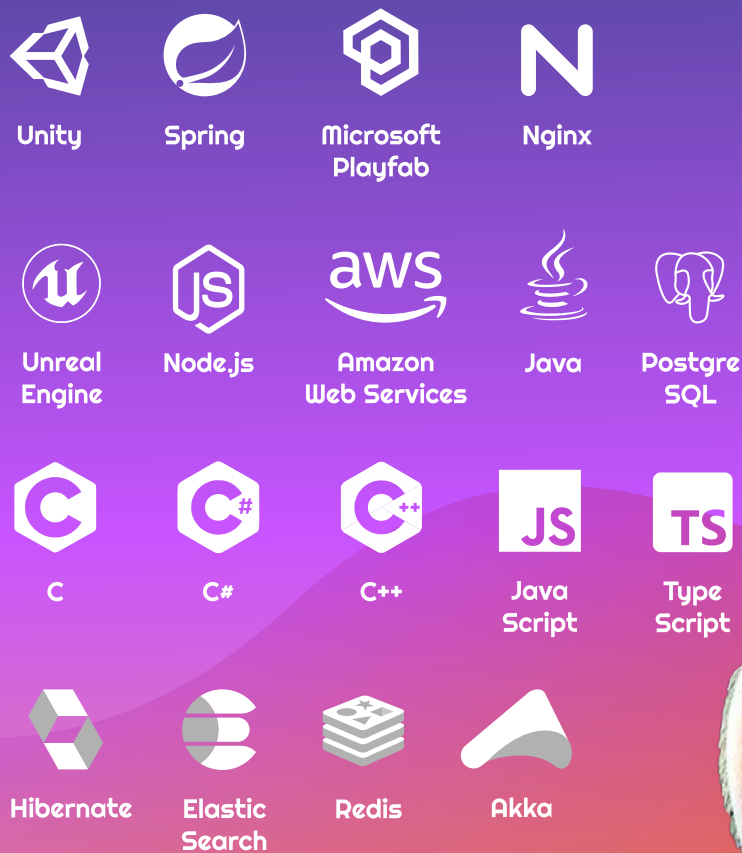 Unity
Spring
Microsoft
Playfab
Nginx
JS
aws
Unreal
Engine
Node.js
Amazon
Web Services
Java
Postgre
SQL
C
C#
C++
JS
TS
C
C#
C++
Java
Script
Type
Script
Hibernate
Elastic
Search
Redis
Akka